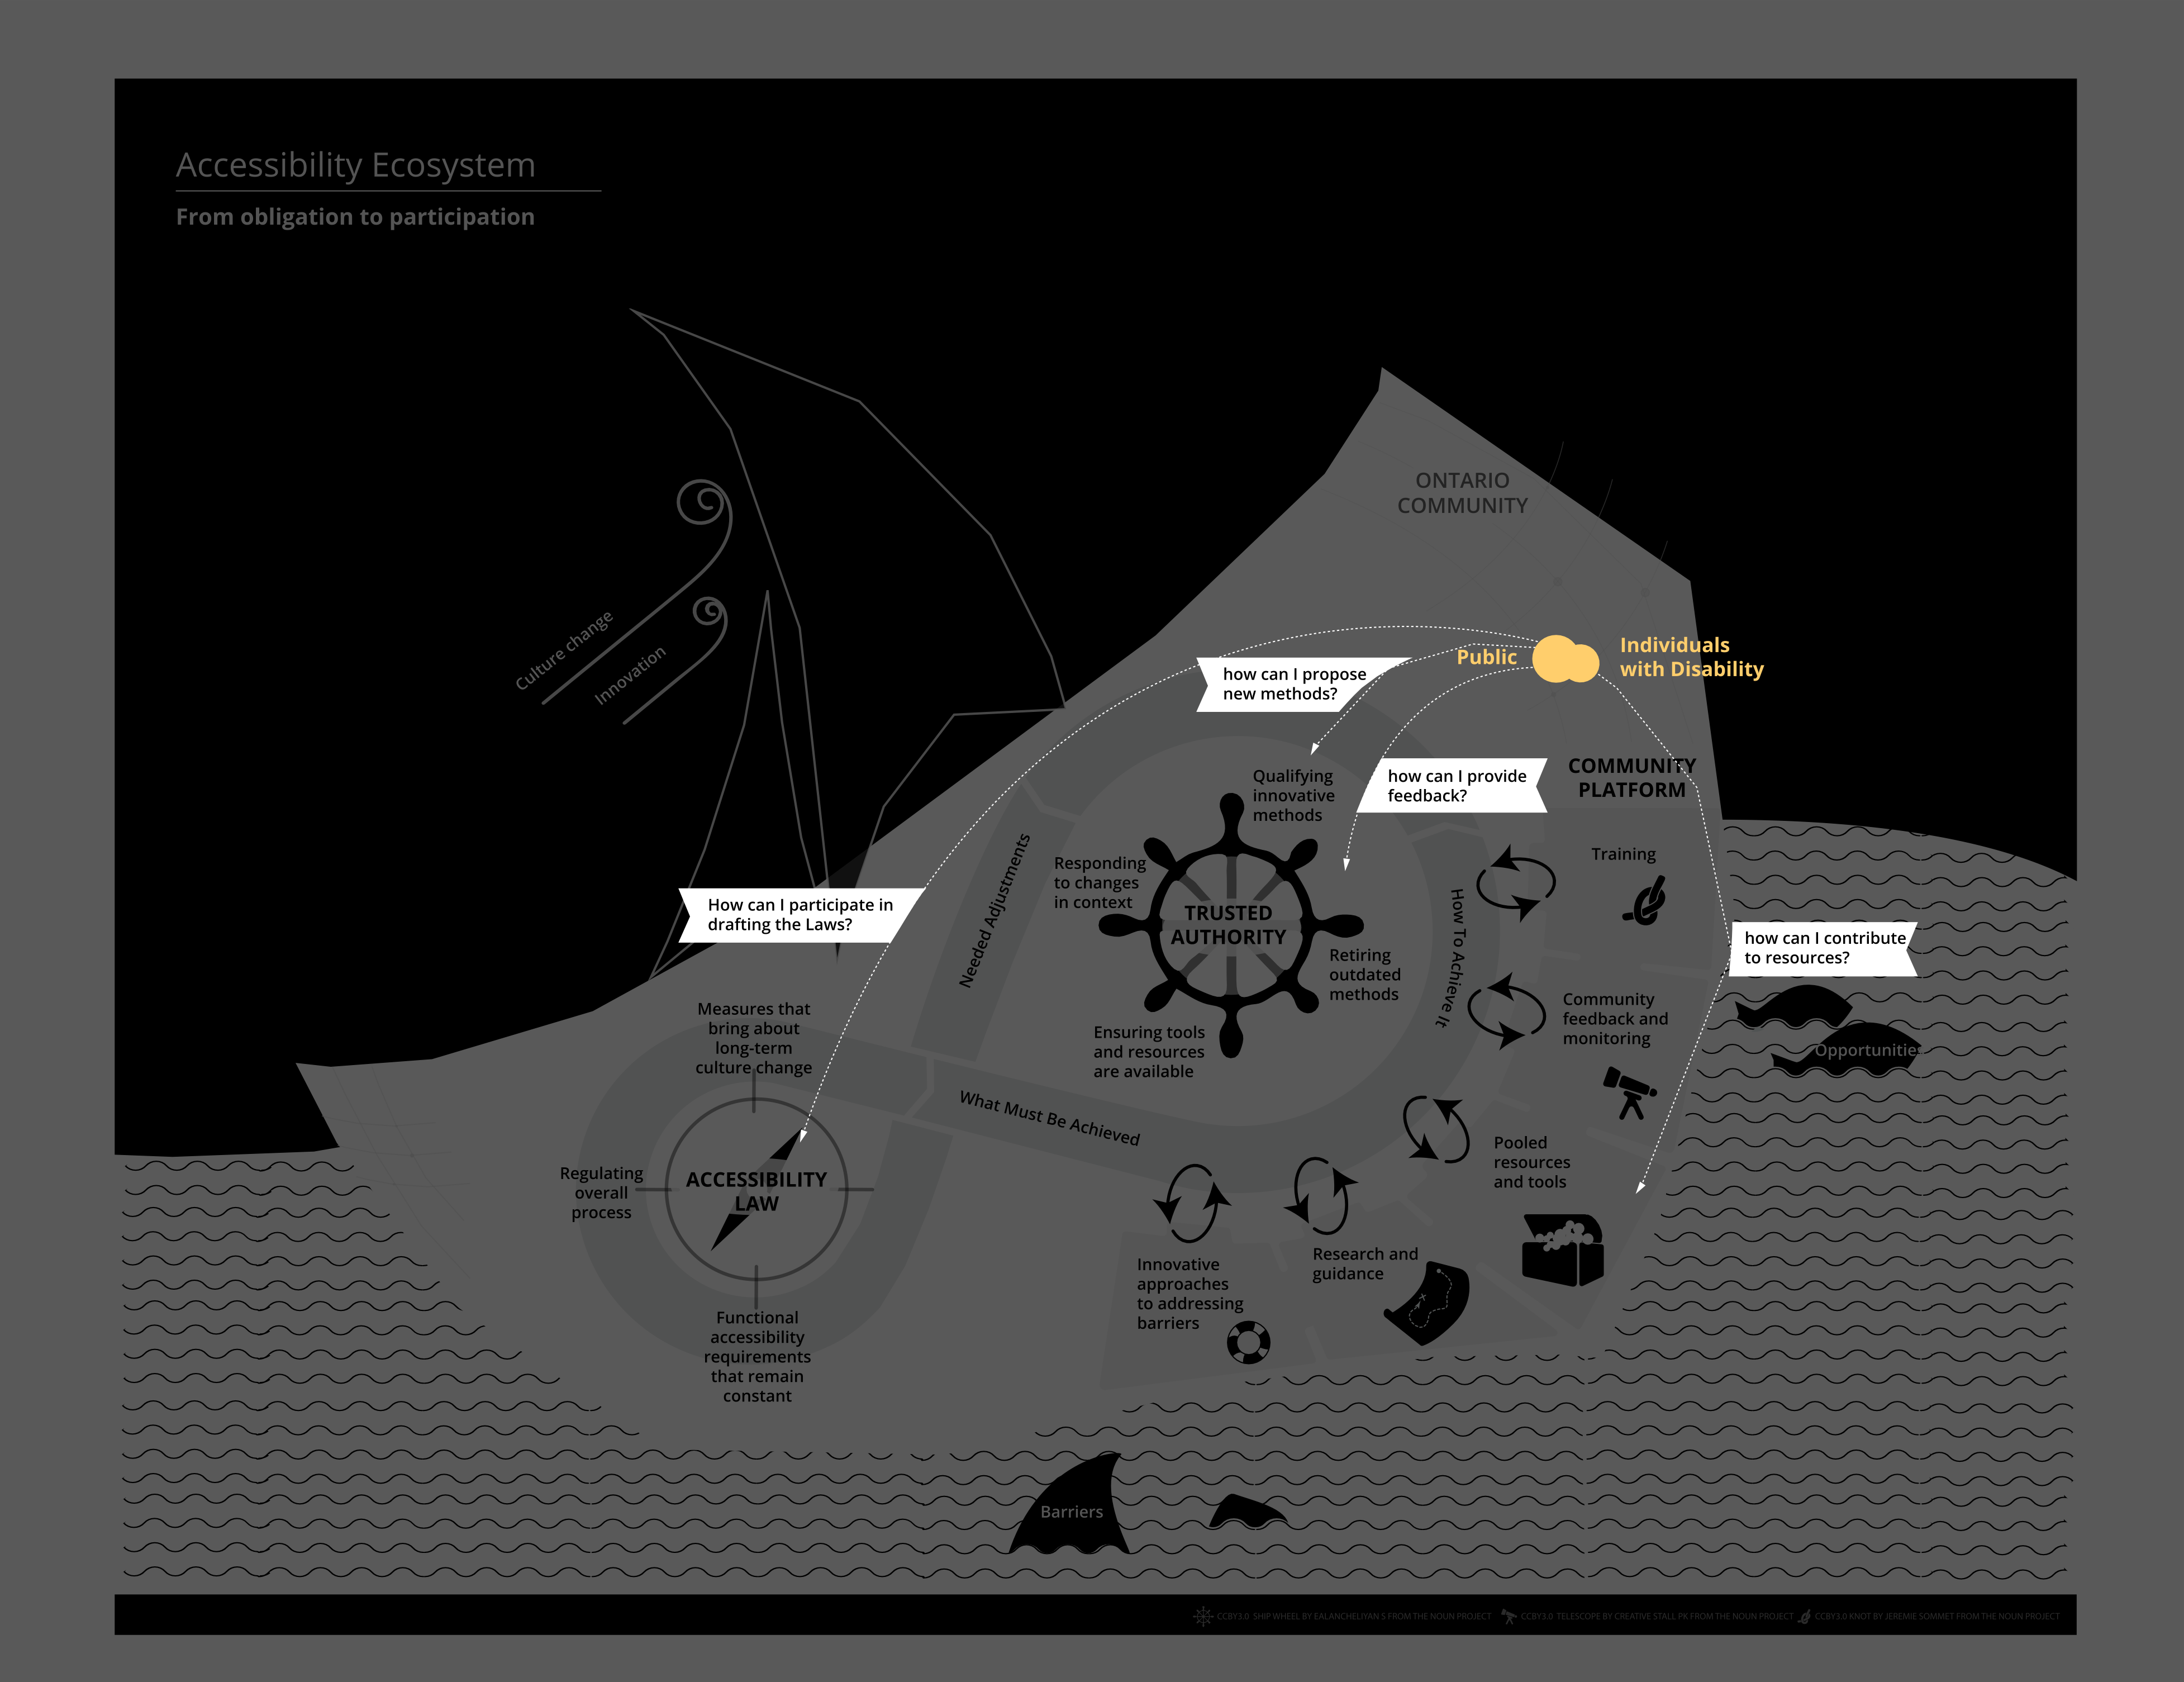 Accessibility Ecosystem
From obligation to participation
Culture change
Innovation
ONTARIO
COMMUNITY
Public
Individuals
with Disability
how can I propose
new methods?
how can I provide
feedback?
How can I participate in
drafting the Laws?
how can I contribute
to resources?
COMMUNITY
PLATFORM
Qualifying
innovative
methods
Responding
to changes
in context
TRUSTED
AUTHORITY
Retiring
outdated
methods
Ensuring tools
and resources
are available
Needed Adjustments
How To Achieve It
What Must Be Achieved
Training
Community
feedback and
monitoring
Opportunities
Pooled
resources
and tools
Research and
guidance
Innovative
approaches
to addressing
barriers
Measures that
bring about
long-term
culture change
Regulating
overall
process
ACCESSIBILITY
LAW
Functional
accessibility
requirements
that remain
constant
Barriers
CCBY3.0 SHIP WHEEL BY EALANCHELIYAN S FROM THE NOUN PROJECT
CCBY3.0 TELESCOPE BY CREATIVE STALL PK FROM THE NOUN PROJECT
CCBY3.0 KNOT BY JEREMIE SOMMET FROM THE NOUN PROJECT